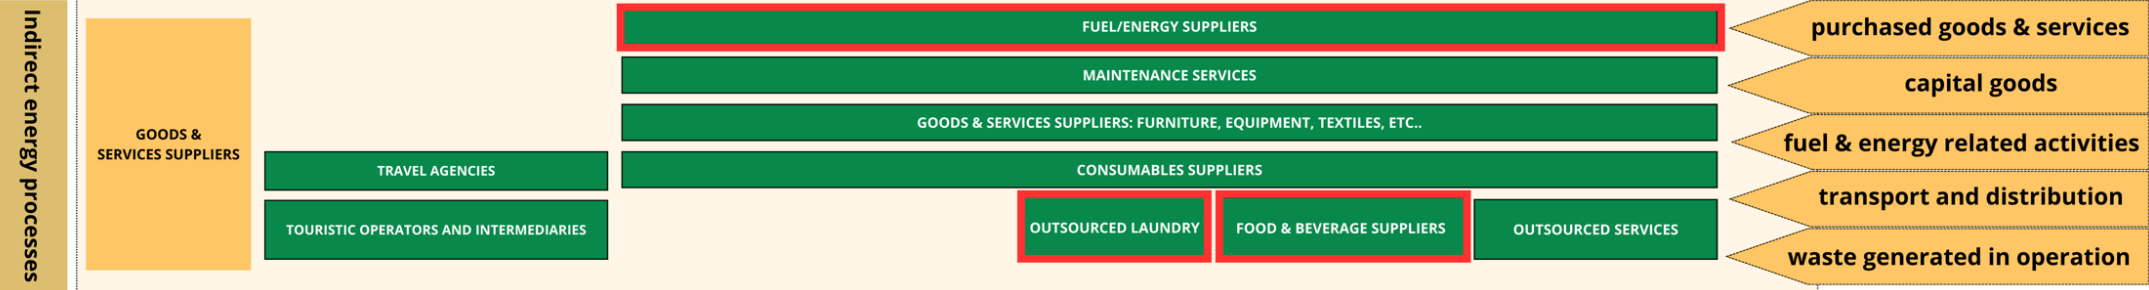 Indirect energy processes
GOODS &
SERVICES SUPPLIERS
TRAVEL AGENCIES
TOURISTIC OPERATORS AND INTERMEDIARIES
FUEL/ENERGY SUPPLIERS
MAINTENANCE SERVICES
GOODS & SERVICES SUPPLIERS: FURNITURE, EQUIPMENT, TEXTILES, ETC..
CONSUMABLES SUPPLIERS
OUTSOURCED LAUNDRY
FOOD & BEVERAGE SUPPLIERS
OUTSOURCED SERVICES
purchased goods & services
capital goods
fuel & energy related activities
transport and distribution
waste generated in operation